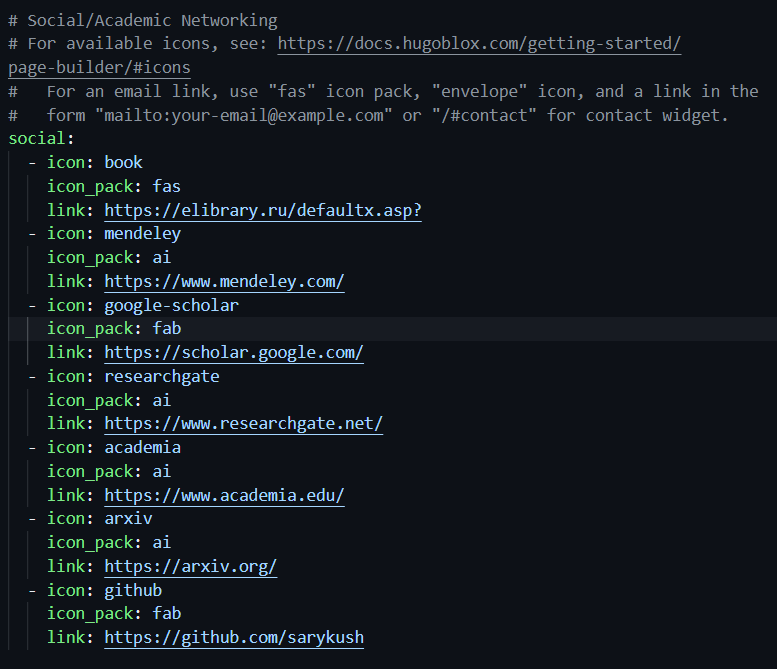 # Social/Academic Networking
# For available icons, see: https://docs.hugoblox.com/getting-started/
page-builder/#icons
#   For an email link, use "fas" icon pack, "envelope" icon, and a link in the
#   form "mailto:your-email@example.com" or "/#contact" for contact widget.
social:
  - icon: book
    icon_pack: fas
    link: https://elibrary.ru/defaultx.asp?
  - icon: mendeley
    icon_pack: ai
    link: https://www.mendeley.com/
  - icon: google-scholar
    icon_pack: fab
    link: https://scholar.google.com/
  - icon: researchgate
    icon_pack: ai
    link: https://www.researchgate.net/
  - icon: academia
    icon_pack: ai
    link: https://www.academia.edu/
  - icon: arxiv
    icon_pack: ai
    link: https://arxiv.org/
  - icon: github
    icon_pack: fab
    link: https://github.com/sarykush